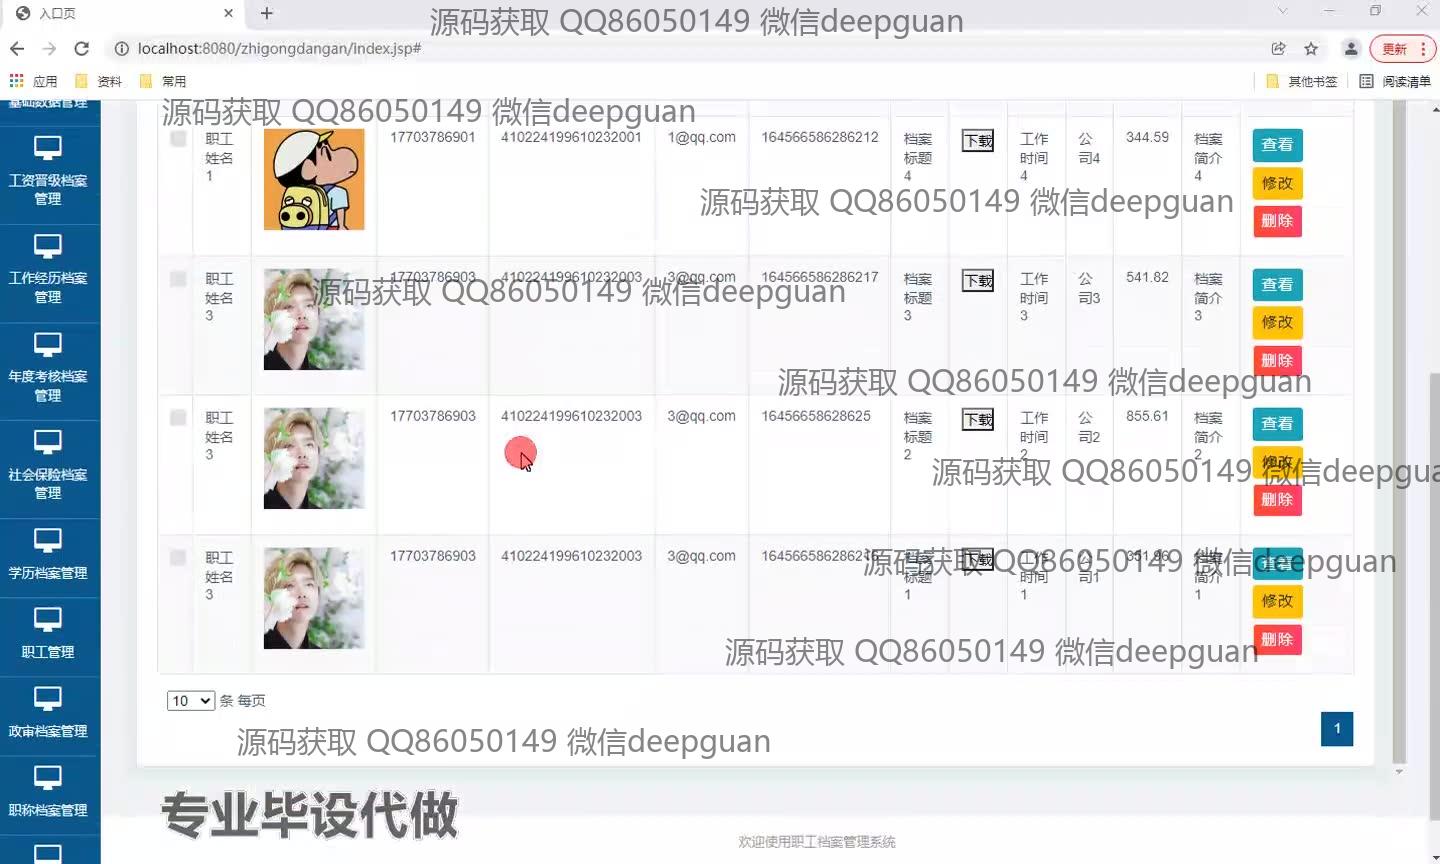 入口页
源码获取 QQ86050149 微信deepguan
localhost:8080/zhigongdangan/index.jsp#
更新
应用 资料 常用 其他书签 阅读清单
基础数据管理
源码获取 QQ86050149 微信deepguan
工资晋级档案
管理
工作经历档案
管理
年度考核档案
管理
社会保险档案
管理
学历档案管理
职工管理
政审档案管理
职称档案管理
职工
姓名
1
17703786901
410224199610232001
1@qq.com
164566586286212
档案
标题
4
下载
工作
时间
4
公
司4
344.59
档案
简介
4
查看
修改
删除
源码获取 QQ86050149 微信deepguan
职工
姓名
3
17703786903
410224199610232003
3@qq.com
164566586286217
档案
标题
3
下载
工作
时间
3
公
司3
541.82
档案
简介
3
查看
修改
删除
源码获取 QQ86050149 微信deepguan
源码获取 QQ86050149 微信deepguan
职工
姓名
3
17703786903
410224199610232003
3@qq.com
16456658628625
档案
标题
2
下载
工作
时间
2
公
司2
855.61
档案
简介
2
查看
修改
删除
源码获取 QQ86050149 微信deepgua
职工
姓名
3
17703786903
410224199610232003
3@qq.com
档案
标题
1
下载
工作
时间
1
公
司1
档案
简介
1
查看
修改
删除
源码获取 QQ86050149 微信deepguan
源码获取 QQ86050149 微信deepguan
10 条 每页
1
源码获取 QQ86050149 微信deepguan
专业毕设代做
欢迎使用职工档案管理系统